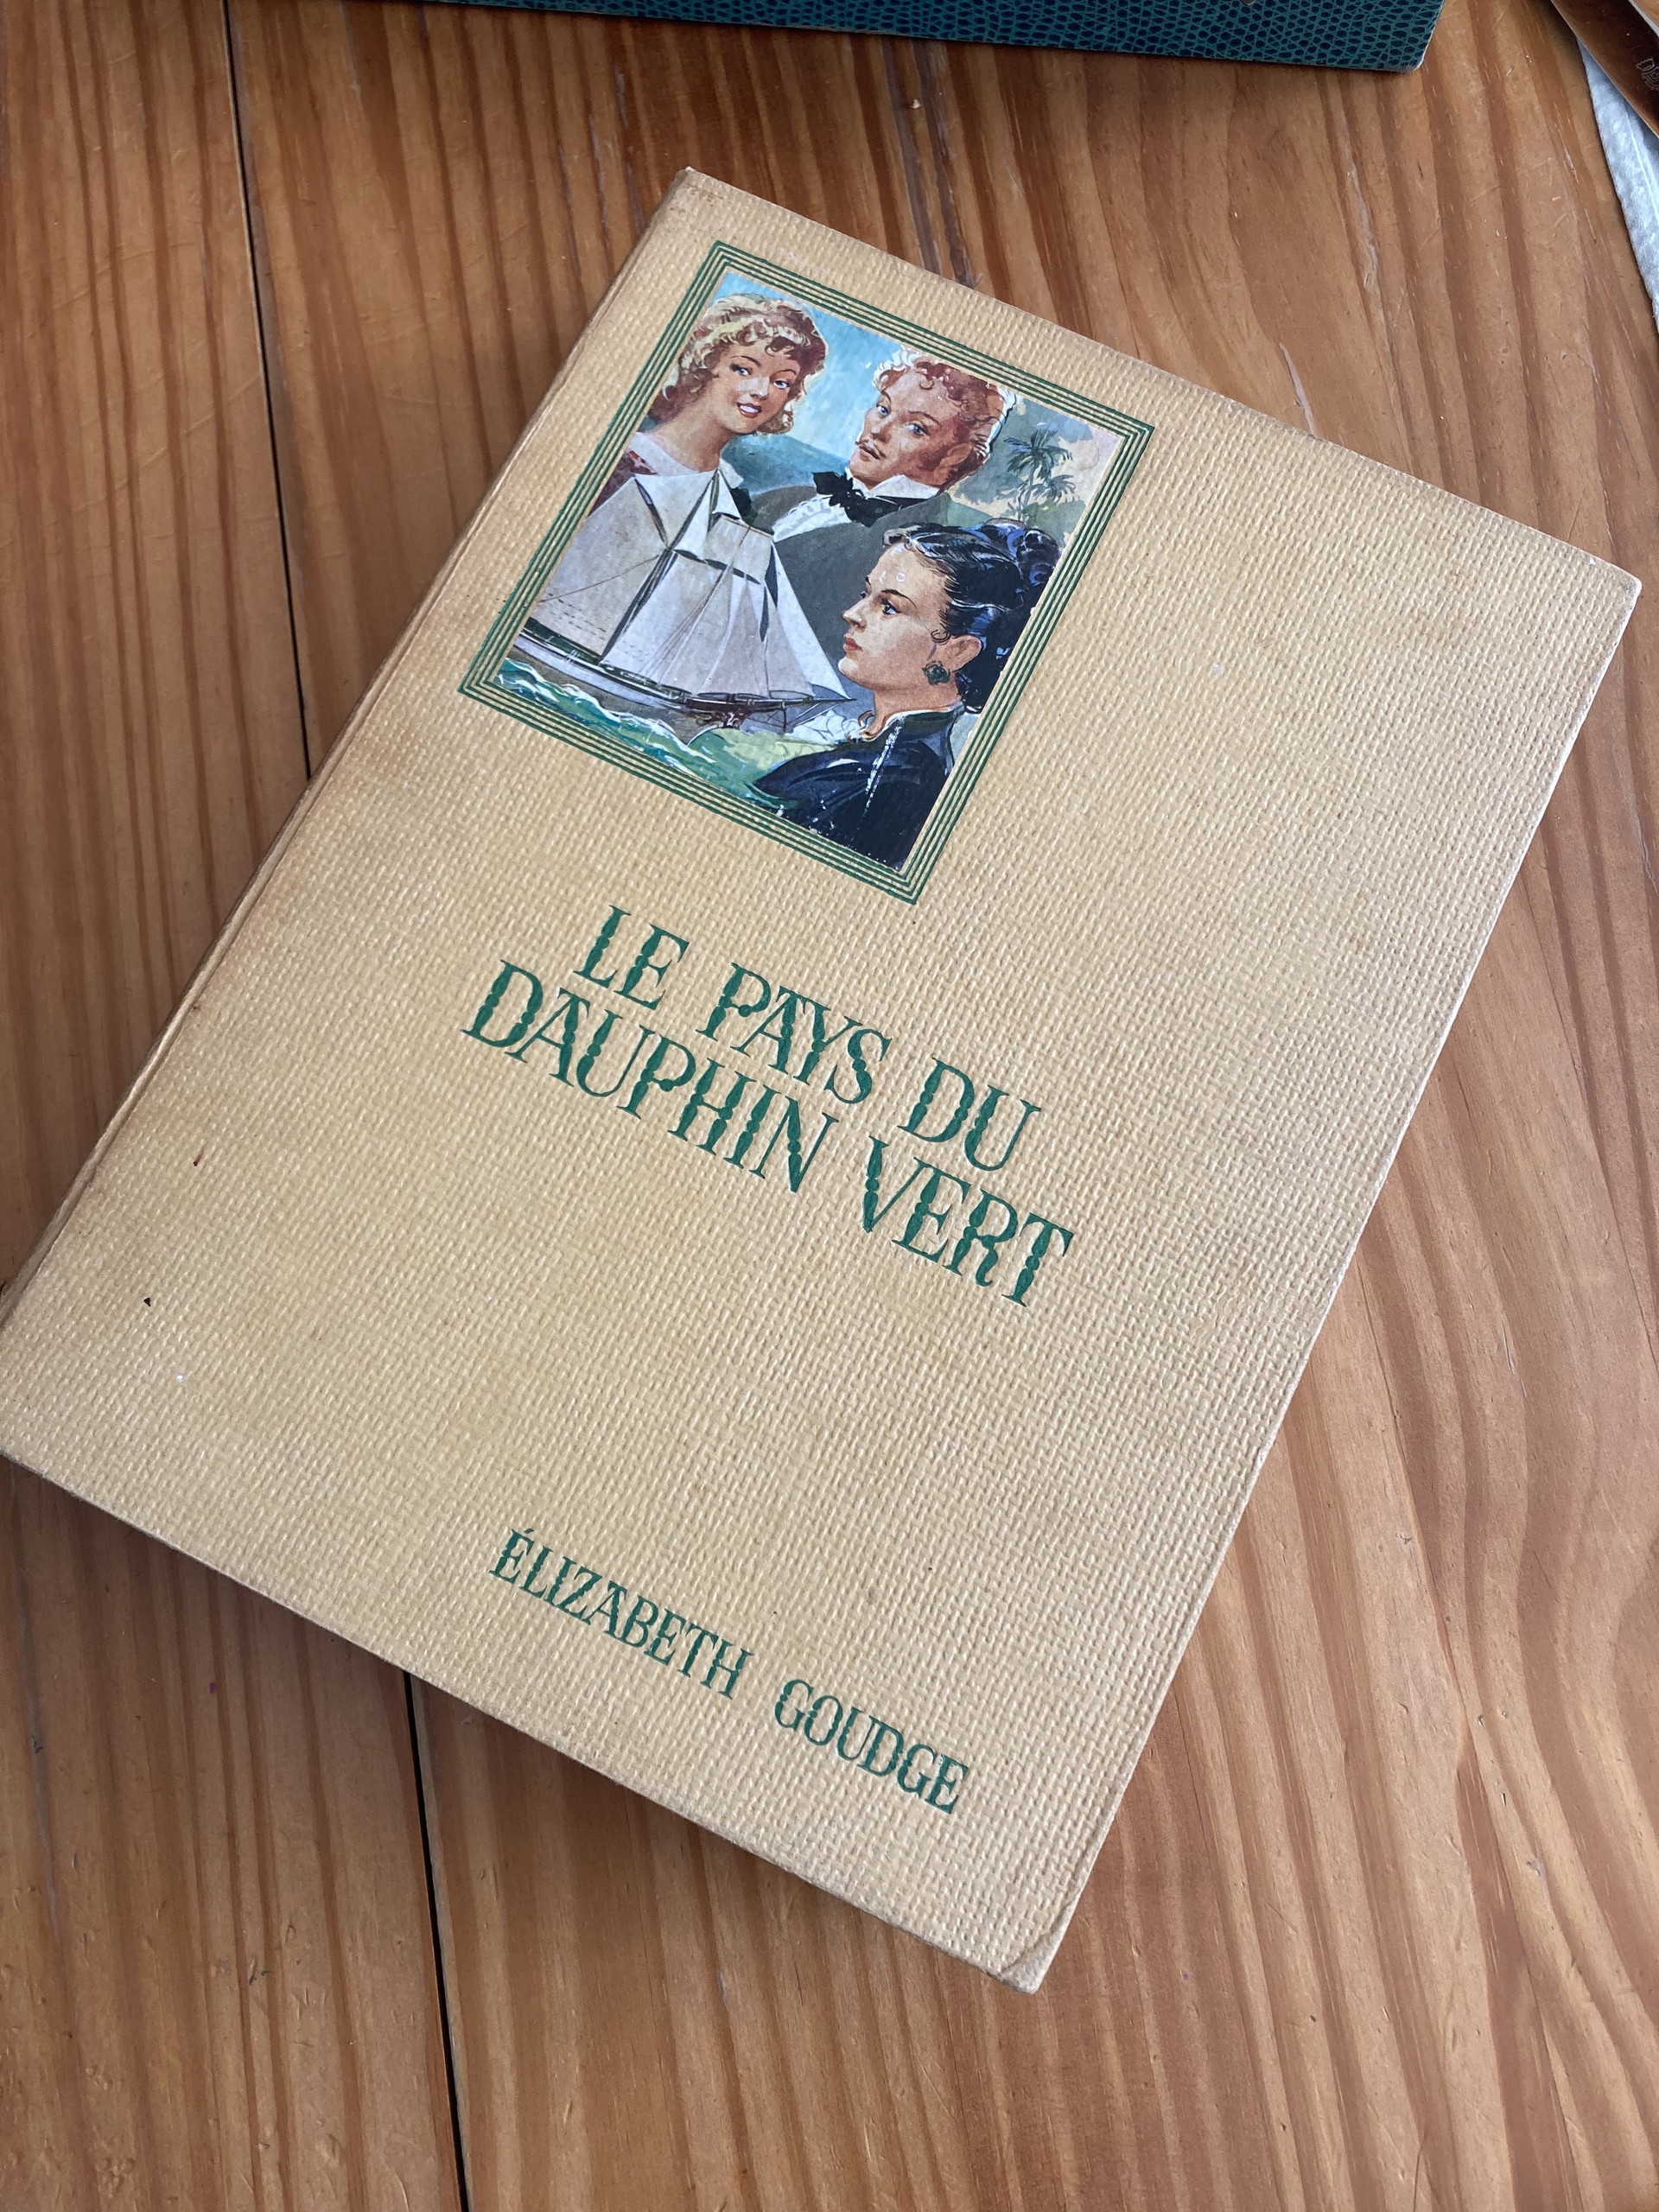 LE PAYS DU
DAUPHIN VERT
ÉLIZABETH GOUDGE